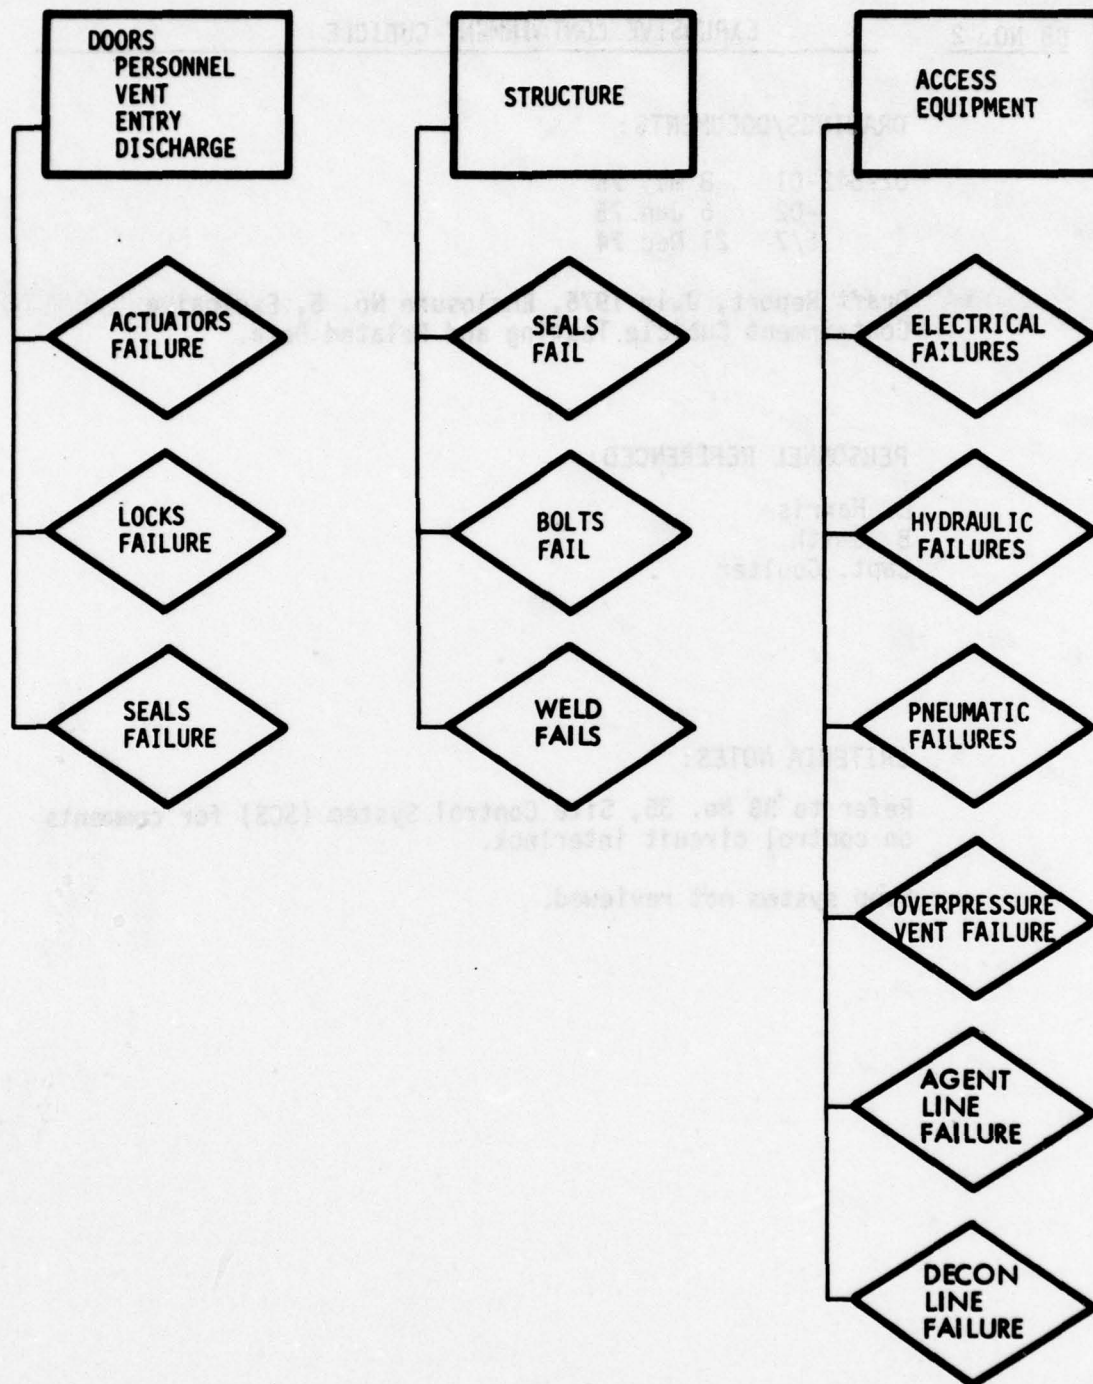 DOORS
PERSONNEL
VENT
ENTRY
DISCHARGE
ACTUATORS
FAILURE
LOCKS
FAILURE
SEALS
FAILURE
STRUCTURE
SEALS
FAIL
BOLTS
FAIL
WELD
FAILS
ACCESS
EQUIPMENT
ELECTRICAL
FAILURES
HYDRAULIC
FAILURES
PNEUMATIC
FAILURES
OVERPRESSURE
VENT FAILURE
AGENT
LINE
FAILURE
DECON
LINE
FAILURE